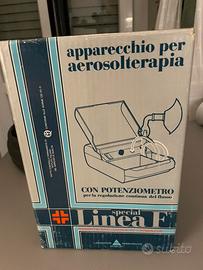 apparecchio per
aerosolterapia
CON POTENZIOMETRO
per la regolazione continua del flusso
special
Linea F
subito